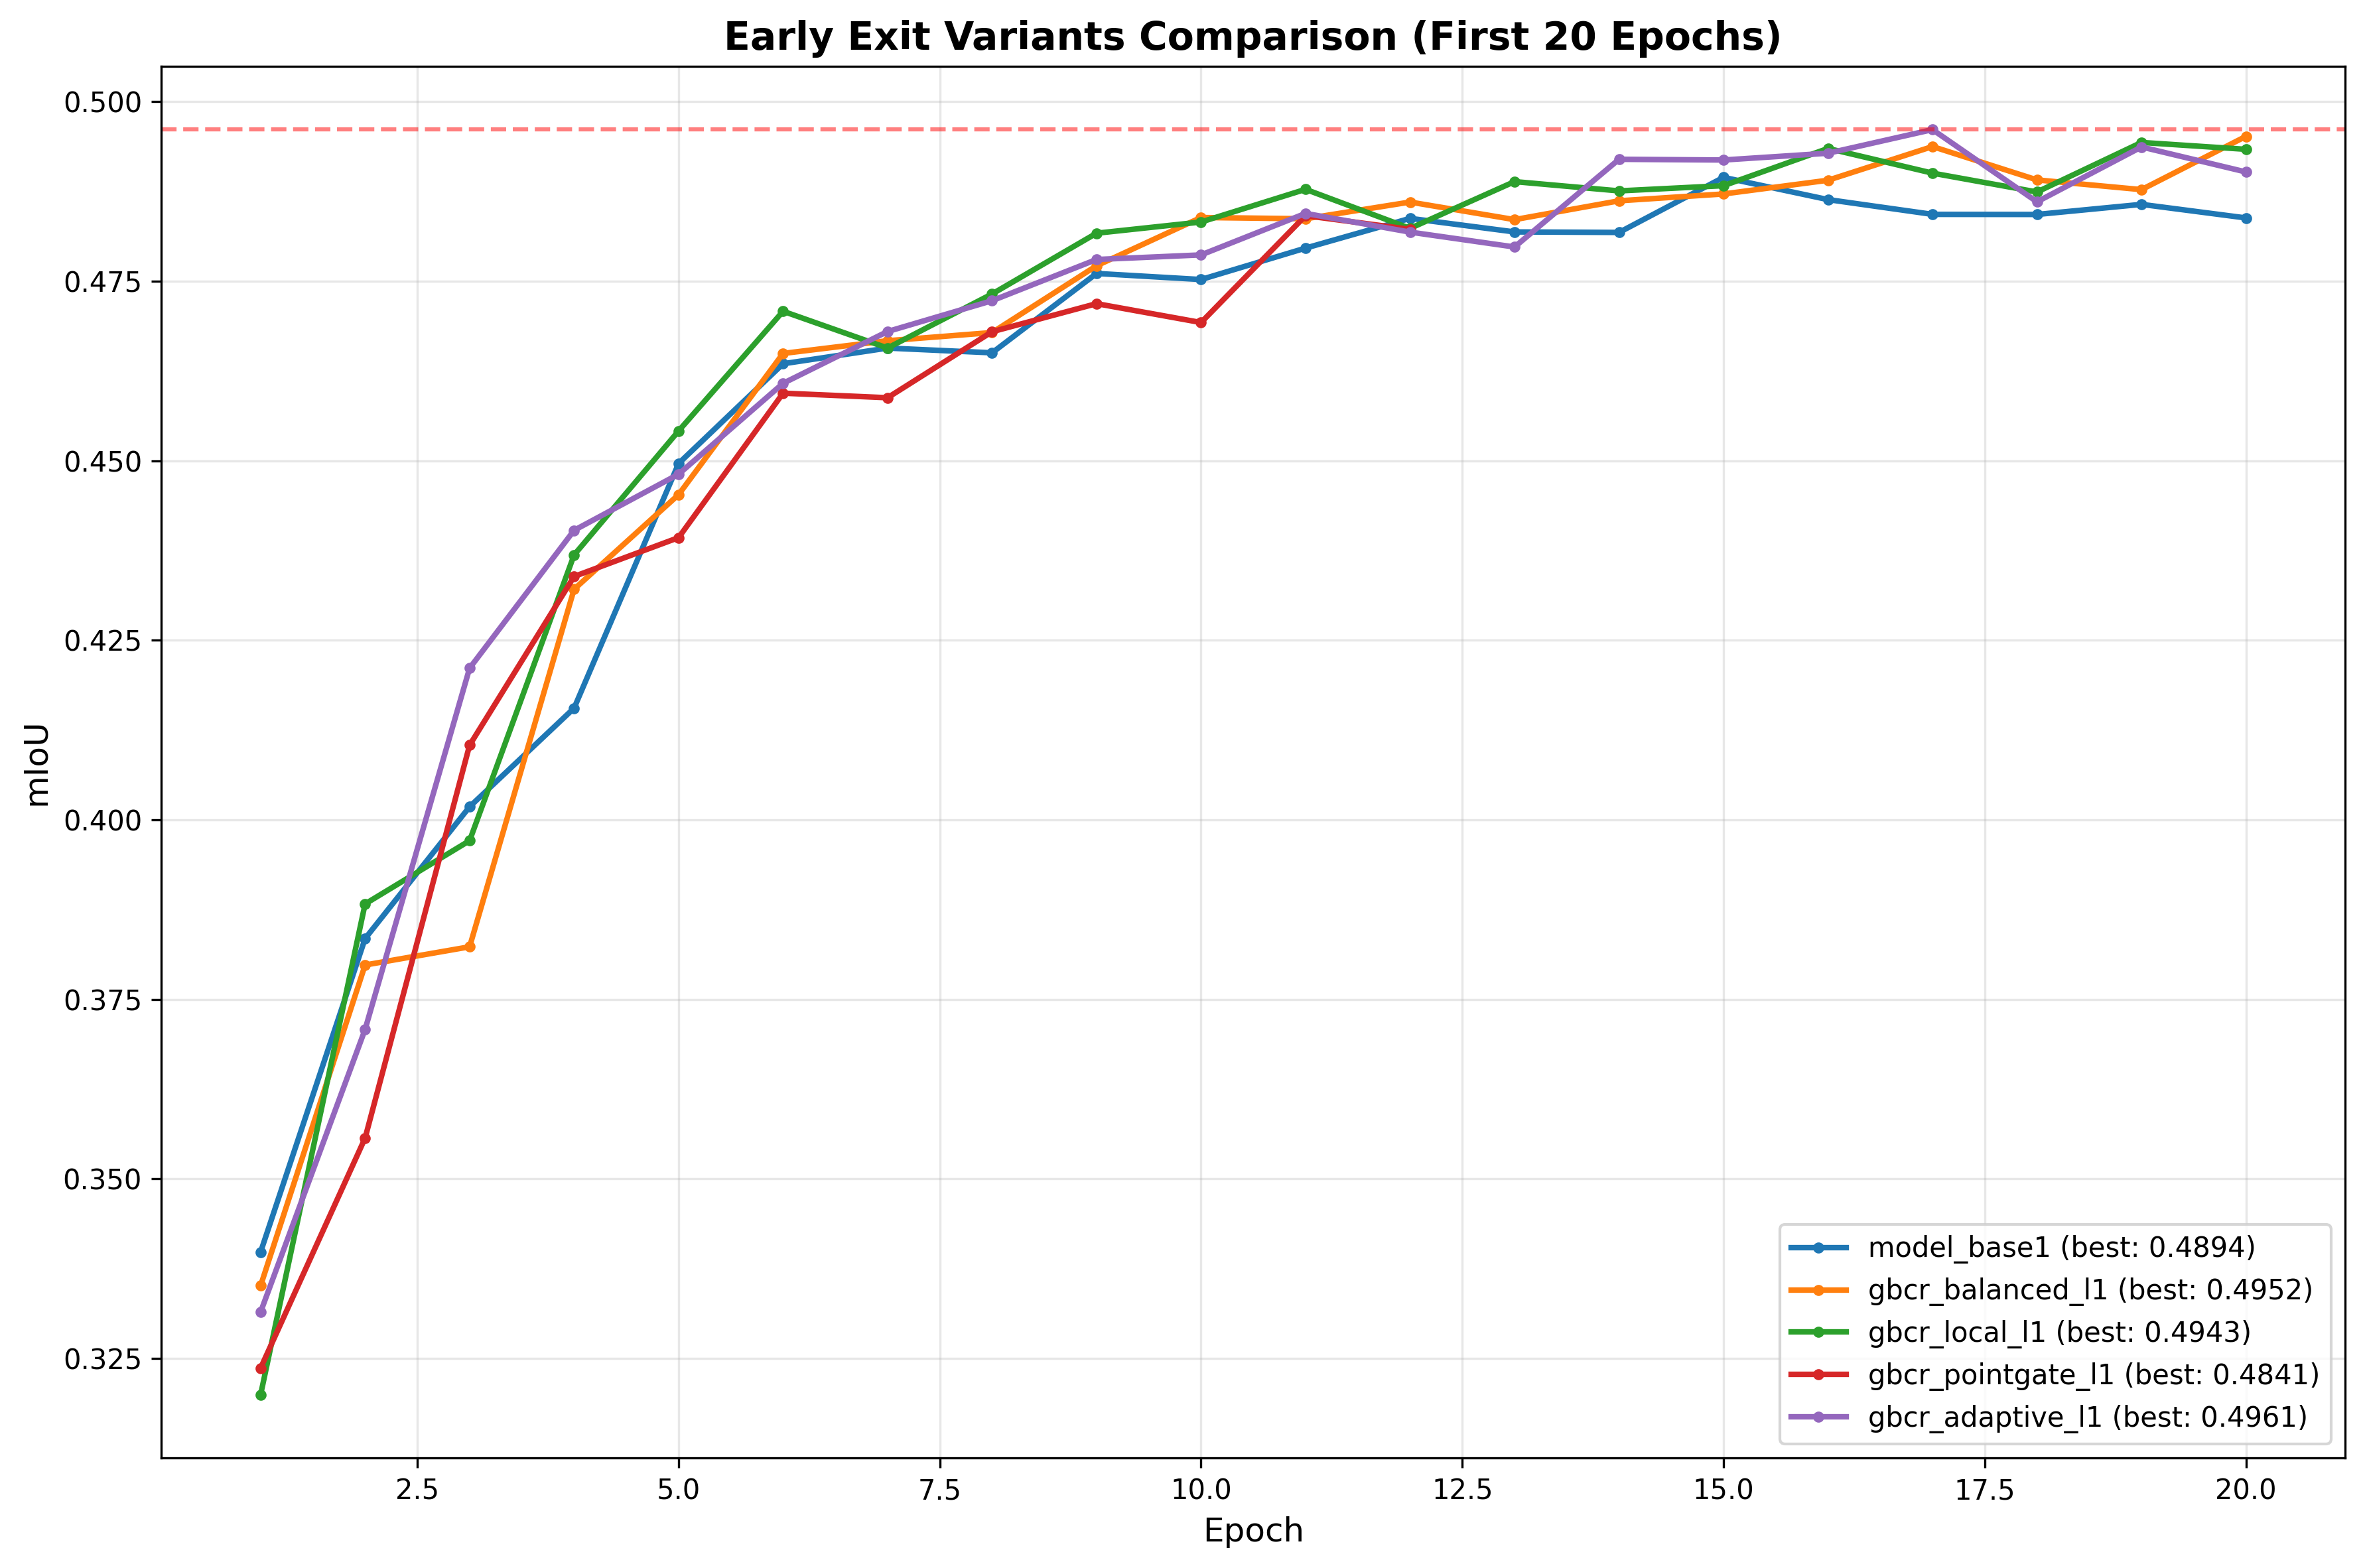 Early Exit Variants Comparison (First 20 Epochs)
0.500
0.475
0.450
0.425
0.400
0.375
0.350
0.325
mIoU
2.5
5.0
7.5
10.0
12.5
15.0
17.5
20.0
Epoch
model_base1 (best: 0.4894)
gbcr_balanced_l1 (best: 0.4952)
gbcr_local_l1 (best: 0.4943)
gbcr_pointgate_l1 (best: 0.4841)
gbcr_adaptive_l1 (best: 0.4961)